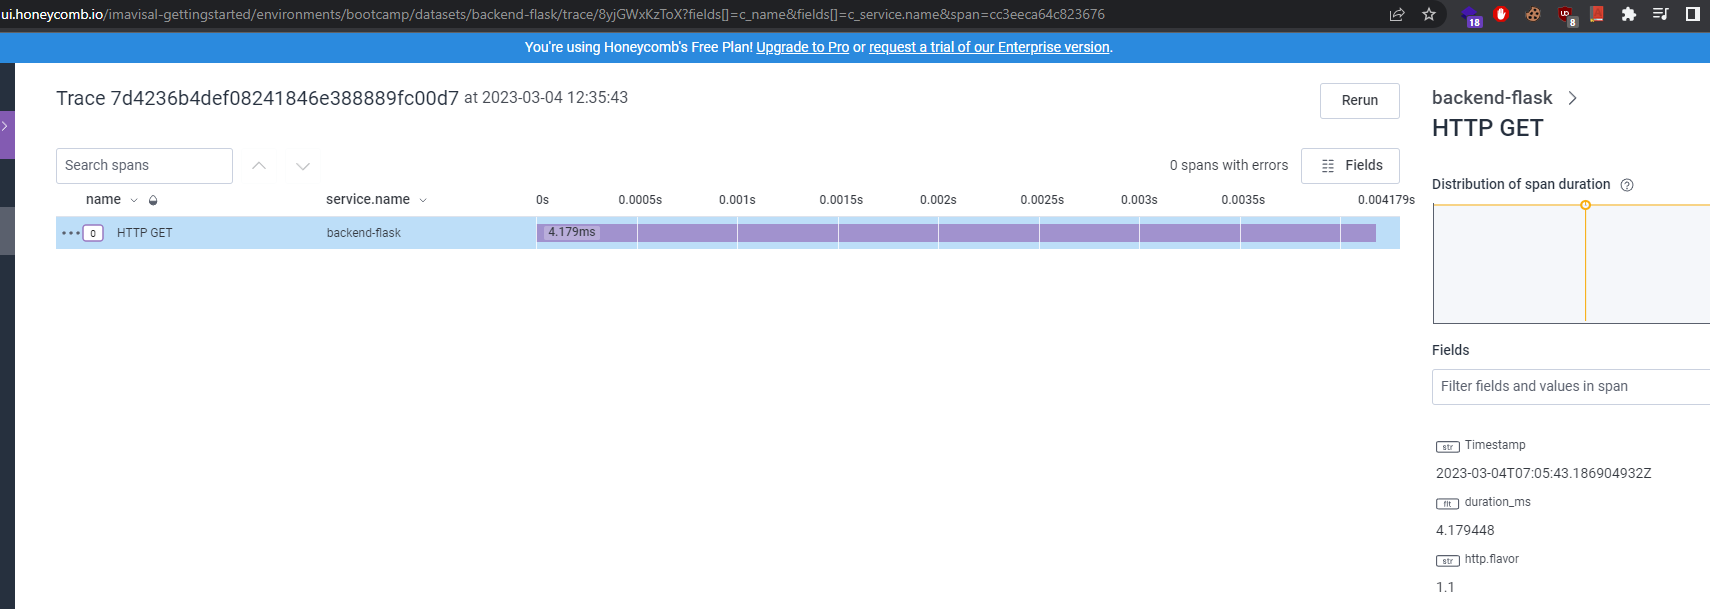 ui.honeycomb.io/imavisal-gettingstarted/environments/bootcamp/datasets/backend-flask/trace/8yjGWxKzToX?fields[]=c_name&fields[]=c_service.name&span=cc3eeca64c823676
18
UD
8
You're using Honeycomb's Free Plan! Upgrade to Pro or request a trial of our Enterprise version.
Trace 7d4236b4def08241846e388889fc00d7 at 2023-03-04 12:35:43
Rerun
Search spans
0 spans with errors
Fields
name service.name 0s 0.0005s 0.001s 0.0015s 0.002s 0.0025s 0.003s 0.0035s 0.004179s
0 HTTP GET backend-flask 4.179ms
backend-flask
HTTP GET
Distribution of span duration ?
Fields
Filter fields and values in span
str Timestamp
2023-03-04T07:05:43.186904932Z
flt duration_ms
4.179448
str http.flavor
1.1